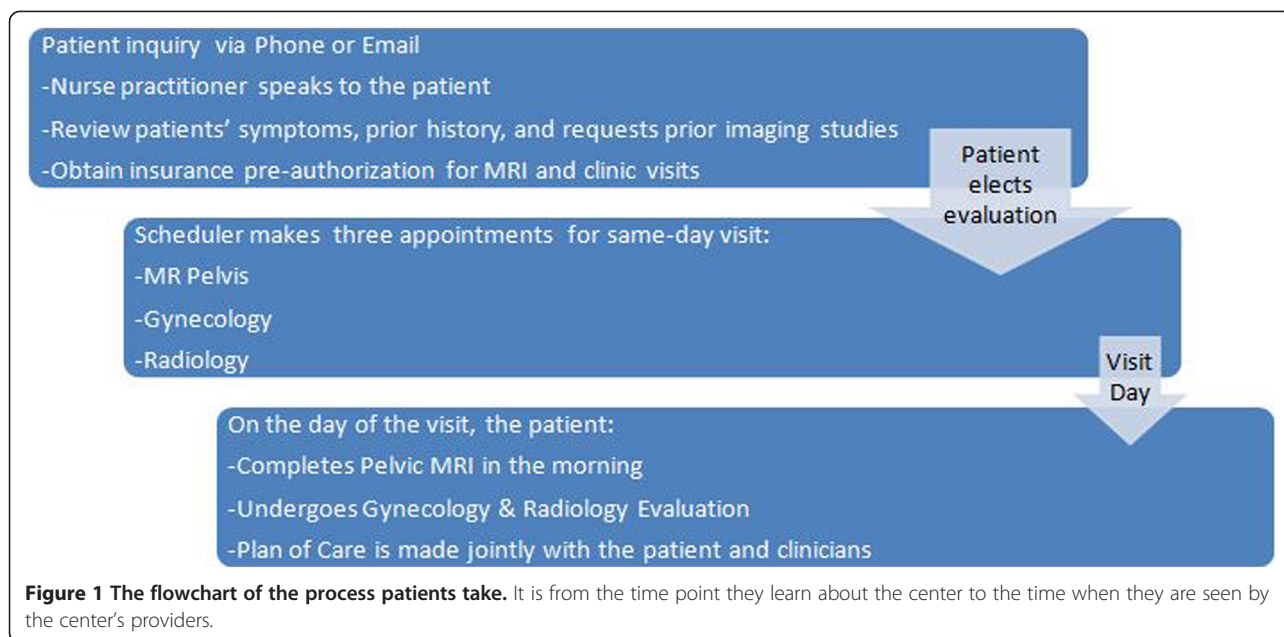 Patient inquiry via Phone or Email
-Nurse practitioner speaks to the patient
-Review patients' symptoms, prior history, and requests prior imaging studies
-Obtain insurance pre-authorization for MRI and clinic visits
Patient
elects
evaluation
Scheduler makes three appointments for same-day visit:
-MR Pelvis
-Gynecology
-Radiology
Visit
Day
On the day of the visit, the patient:
-Completes Pelvic MRI in the morning
-Undergoes Gynecology & Radiology Evaluation
-Plan of Care is made jointly with the patient and clinicians
Figure 1 The flowchart of the process patients take. It is from the time point they learn about the center to the time when they are seen by
the center's providers.